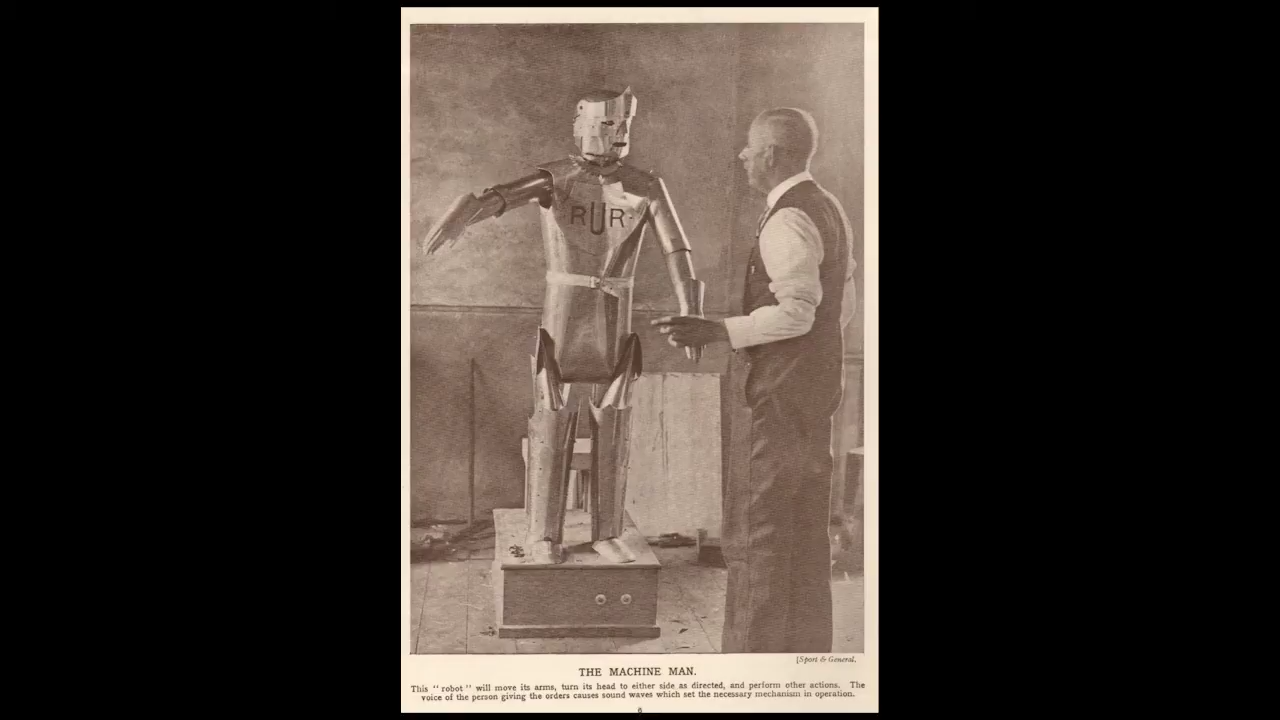 RUR
[Sport & General.
THE MACHINE MAN.
This "robot" will move its arms, turn its head to either side as directed, and perform other actions. The
voice of the person giving the orders causes sound waves which set the necessary mechanism in operation.
6